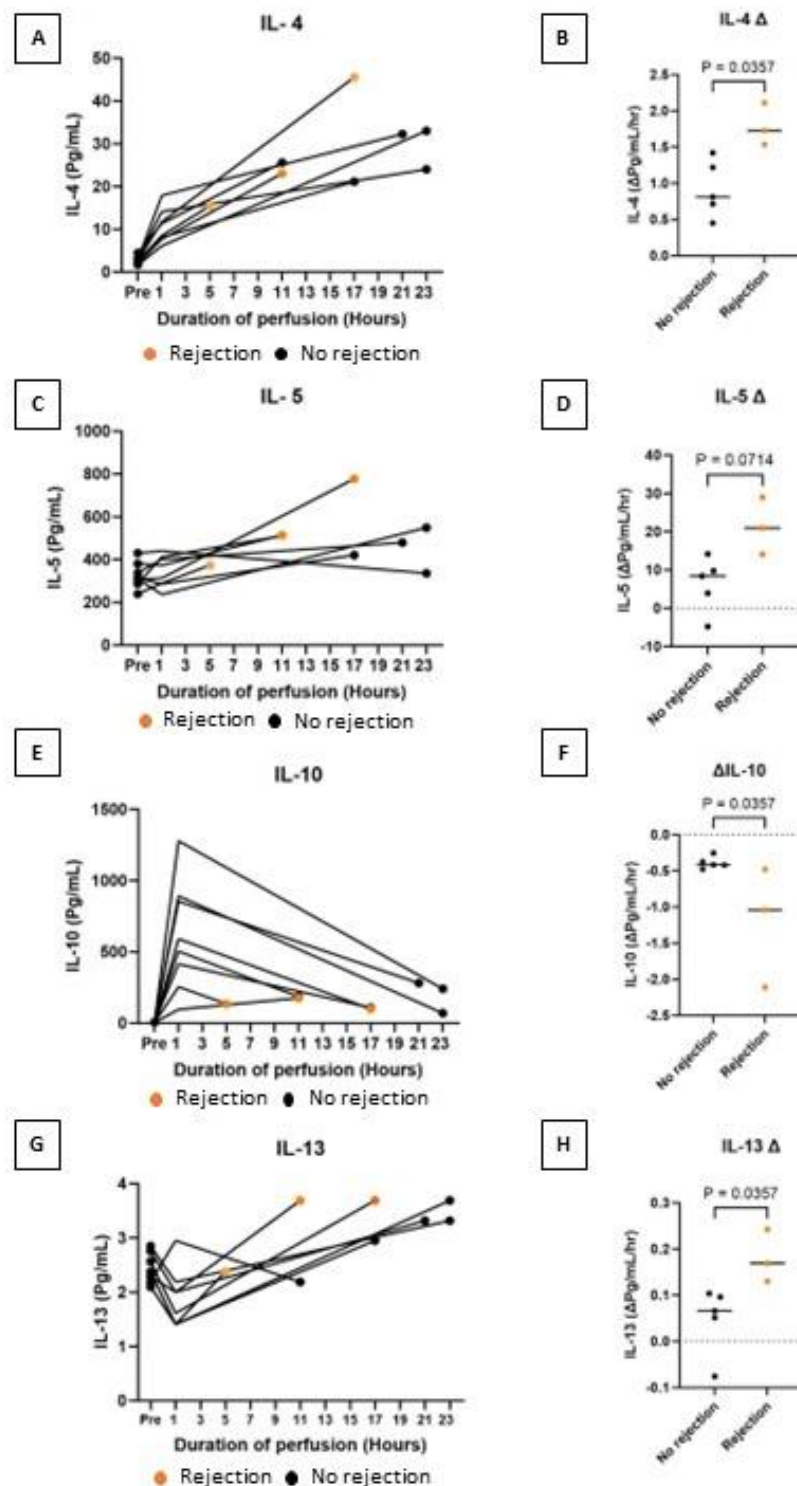 A
IL- 4
IL-4 (Pg/mL)
50
40
30
20
10
0
Pre 1 3 5 7 9 11 13 15 17 19 21 23
Duration of perfusion (Hours)
Rejection No rejection
B
IL-4 Δ
P = 0.0357
IL-4 (ΔPg/mL/hr)
2.5
2.0
1.5
1.0
0.5
0.0
No rejection
Rejection
C
IL- 5
IL-5 (Pg/mL)
1000
800
600
400
200
0
Pre 1 3 5 7 9 11 13 15 17 19 21 23
Duration of perfusion (Hours)
Rejection No rejection
D
IL-5 Δ
P = 0.0714
IL-5 (ΔPg/mL/hr)
40
30
20
10
0
-10
No rejection
Rejection
E
IL-10
IL-10 (Pg/mL)
1500
1000
500
0
Pre 1 3 5 7 9 11 13 15 17 19 21 23
Duration of perfusion (Hours)
Rejection No rejection
F
ΔIL-10
P = 0.0357
IL-10 (ΔPg/mL/hr)
0.0
-0.5
-1.0
-1.5
-2.0
-2.5
No rejection
Rejection
G
IL-13
IL-13 (Pg/mL)
4
3
2
1
0
Pre 1 3 5 7 9 11 13 15 17 19 21 23
Duration of perfusion (Hours)
Rejection No rejection
H
IL-13 Δ
P = 0.0357
IL-13 (ΔPg/mL/hr)
0.3
0.2
0.1
0.0
-0.1
No rejection
Rejection